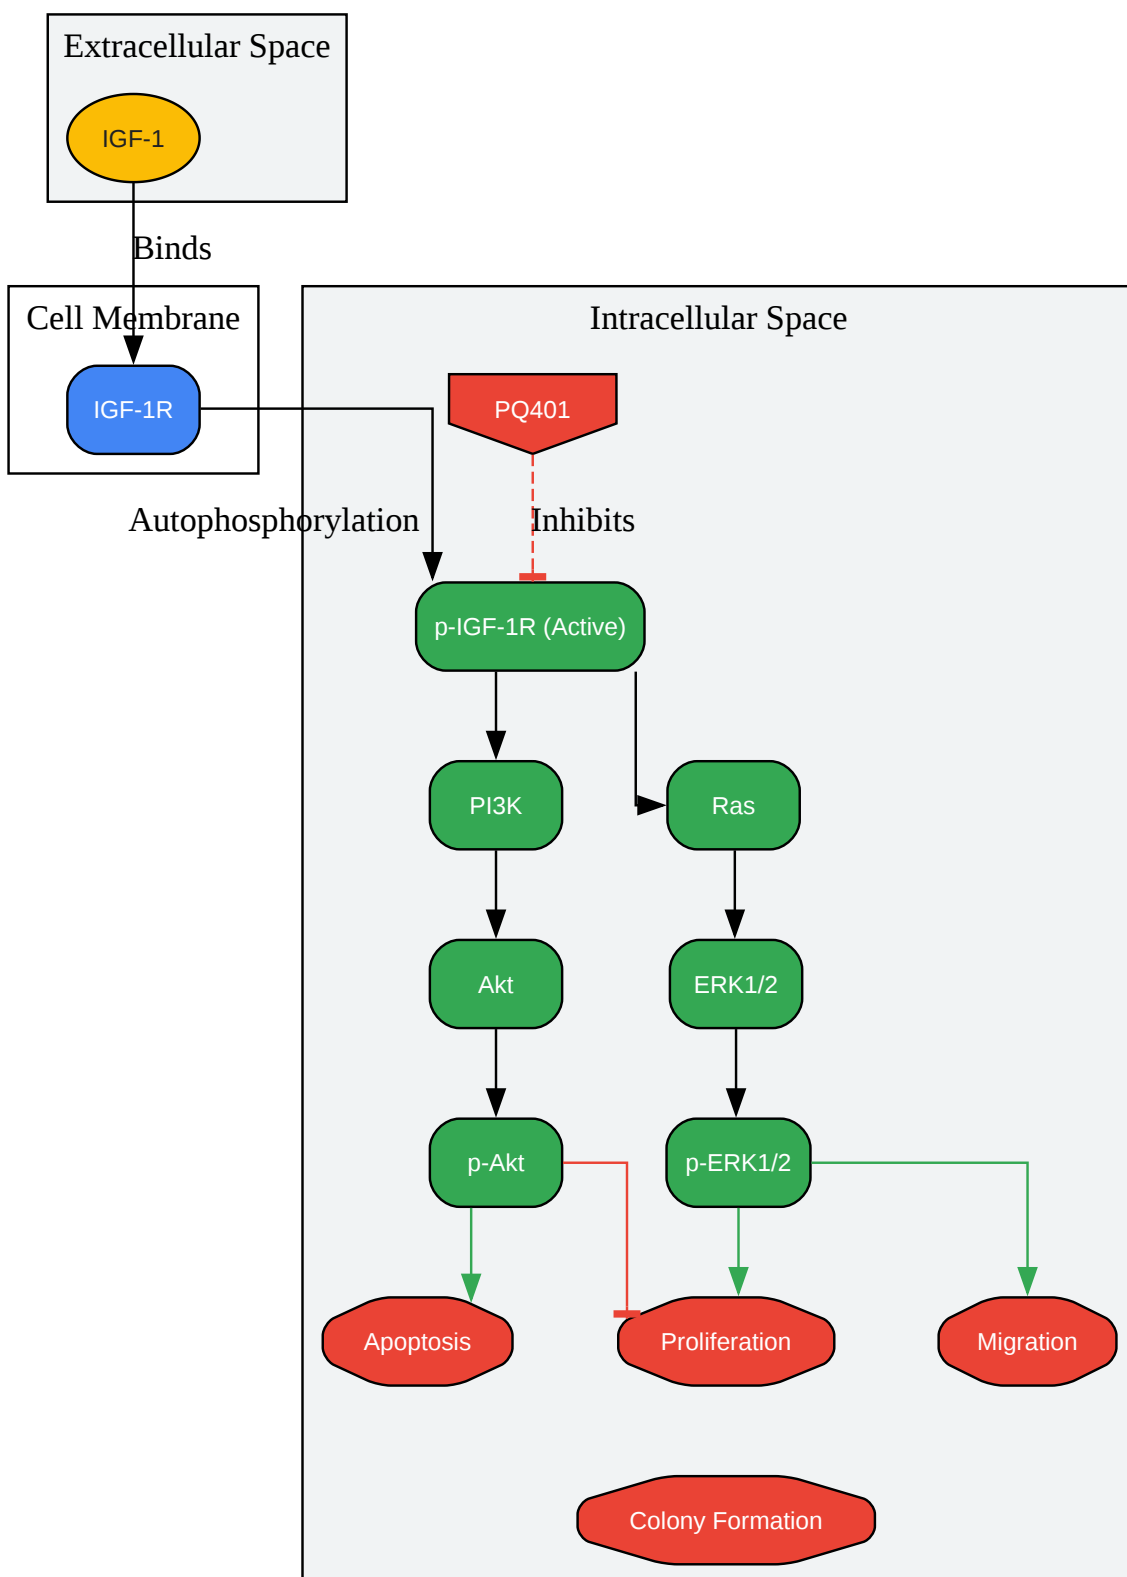 Extracellular Space
IGF-1
Binds
Cell Membrane
Intracellular Space
IGF-1R
PQ401
Autophosphorylation
Inhibits
p-IGF-1R (Active)
PI3K
Ras
Akt
ERK1/2
p-Akt
p-ERK1/2
Apoptosis
Proliferation
Migration
Colony Formation